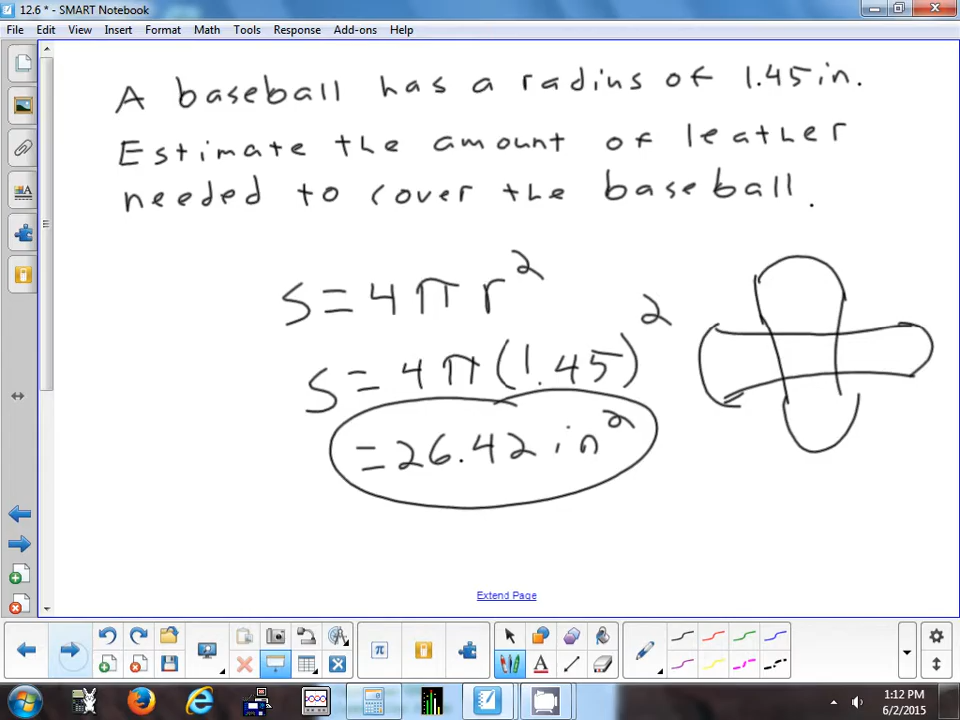 12.6 * - SMART Notebook
File Edit View Insert Format Math Tools Response Add-ons Help
A baseball has a radius of 1.45 in.
Estimate the amount of leather
needed to cover the baseball.
S = 4πr²
S = 4π(1.45)²
= 26.42 in²
Extend Page
1:12 PM
6/2/2015